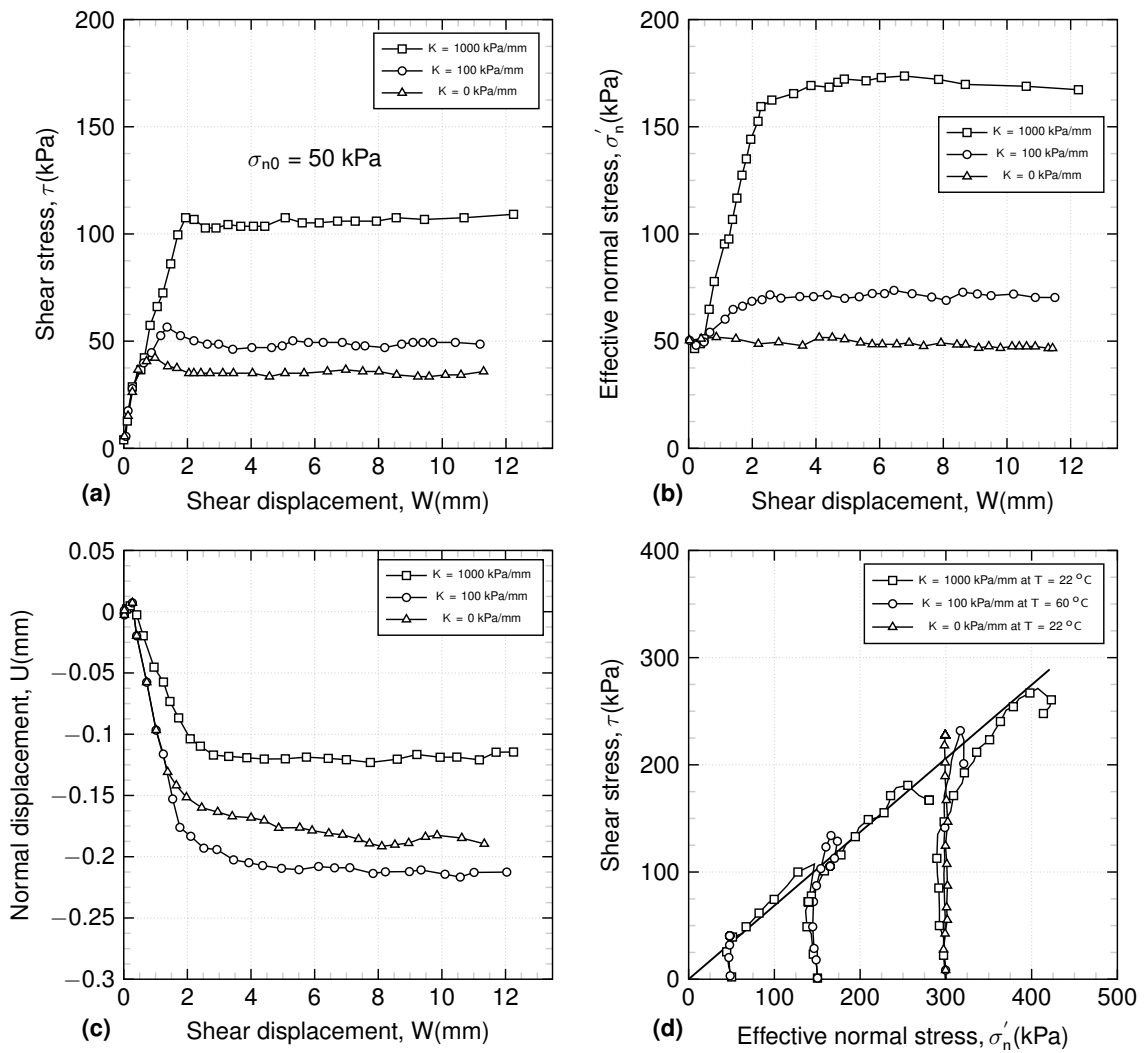 200
150
100
50
0
Shear stress, τ(kPa)
K = 1000 kPa/mm
K = 100 kPa/mm
K = 0 kPa/mm
σn0 = 50 kPa
0 2 4 6 8 10 12
(a)
Shear displacement, W(mm)
200
150
100
50
0
Effective normal stress, σ′n(kPa)
K = 1000 kPa/mm
K = 100 kPa/mm
K = 0 kPa/mm
0 2 4 6 8 10 12
(b)
Shear displacement, W(mm)
0.05
0
−0.05
−0.1
−0.15
−0.2
−0.25
−0.3
Normal displacement, U(mm)
K = 1000 kPa/mm
K = 100 kPa/mm
K = 0 kPa/mm
0 2 4 6 8 10 12
(c)
Shear displacement, W(mm)
400
300
200
100
0
Shear stress, τ(kPa)
K = 1000 kPa/mm at T = 22 °C
K = 100 kPa/mm at T = 60 °C
K = 0 kPa/mm at T = 22 °C
0 100 200 300 400 500
(d)
Effective normal stress, σ′n(kPa)